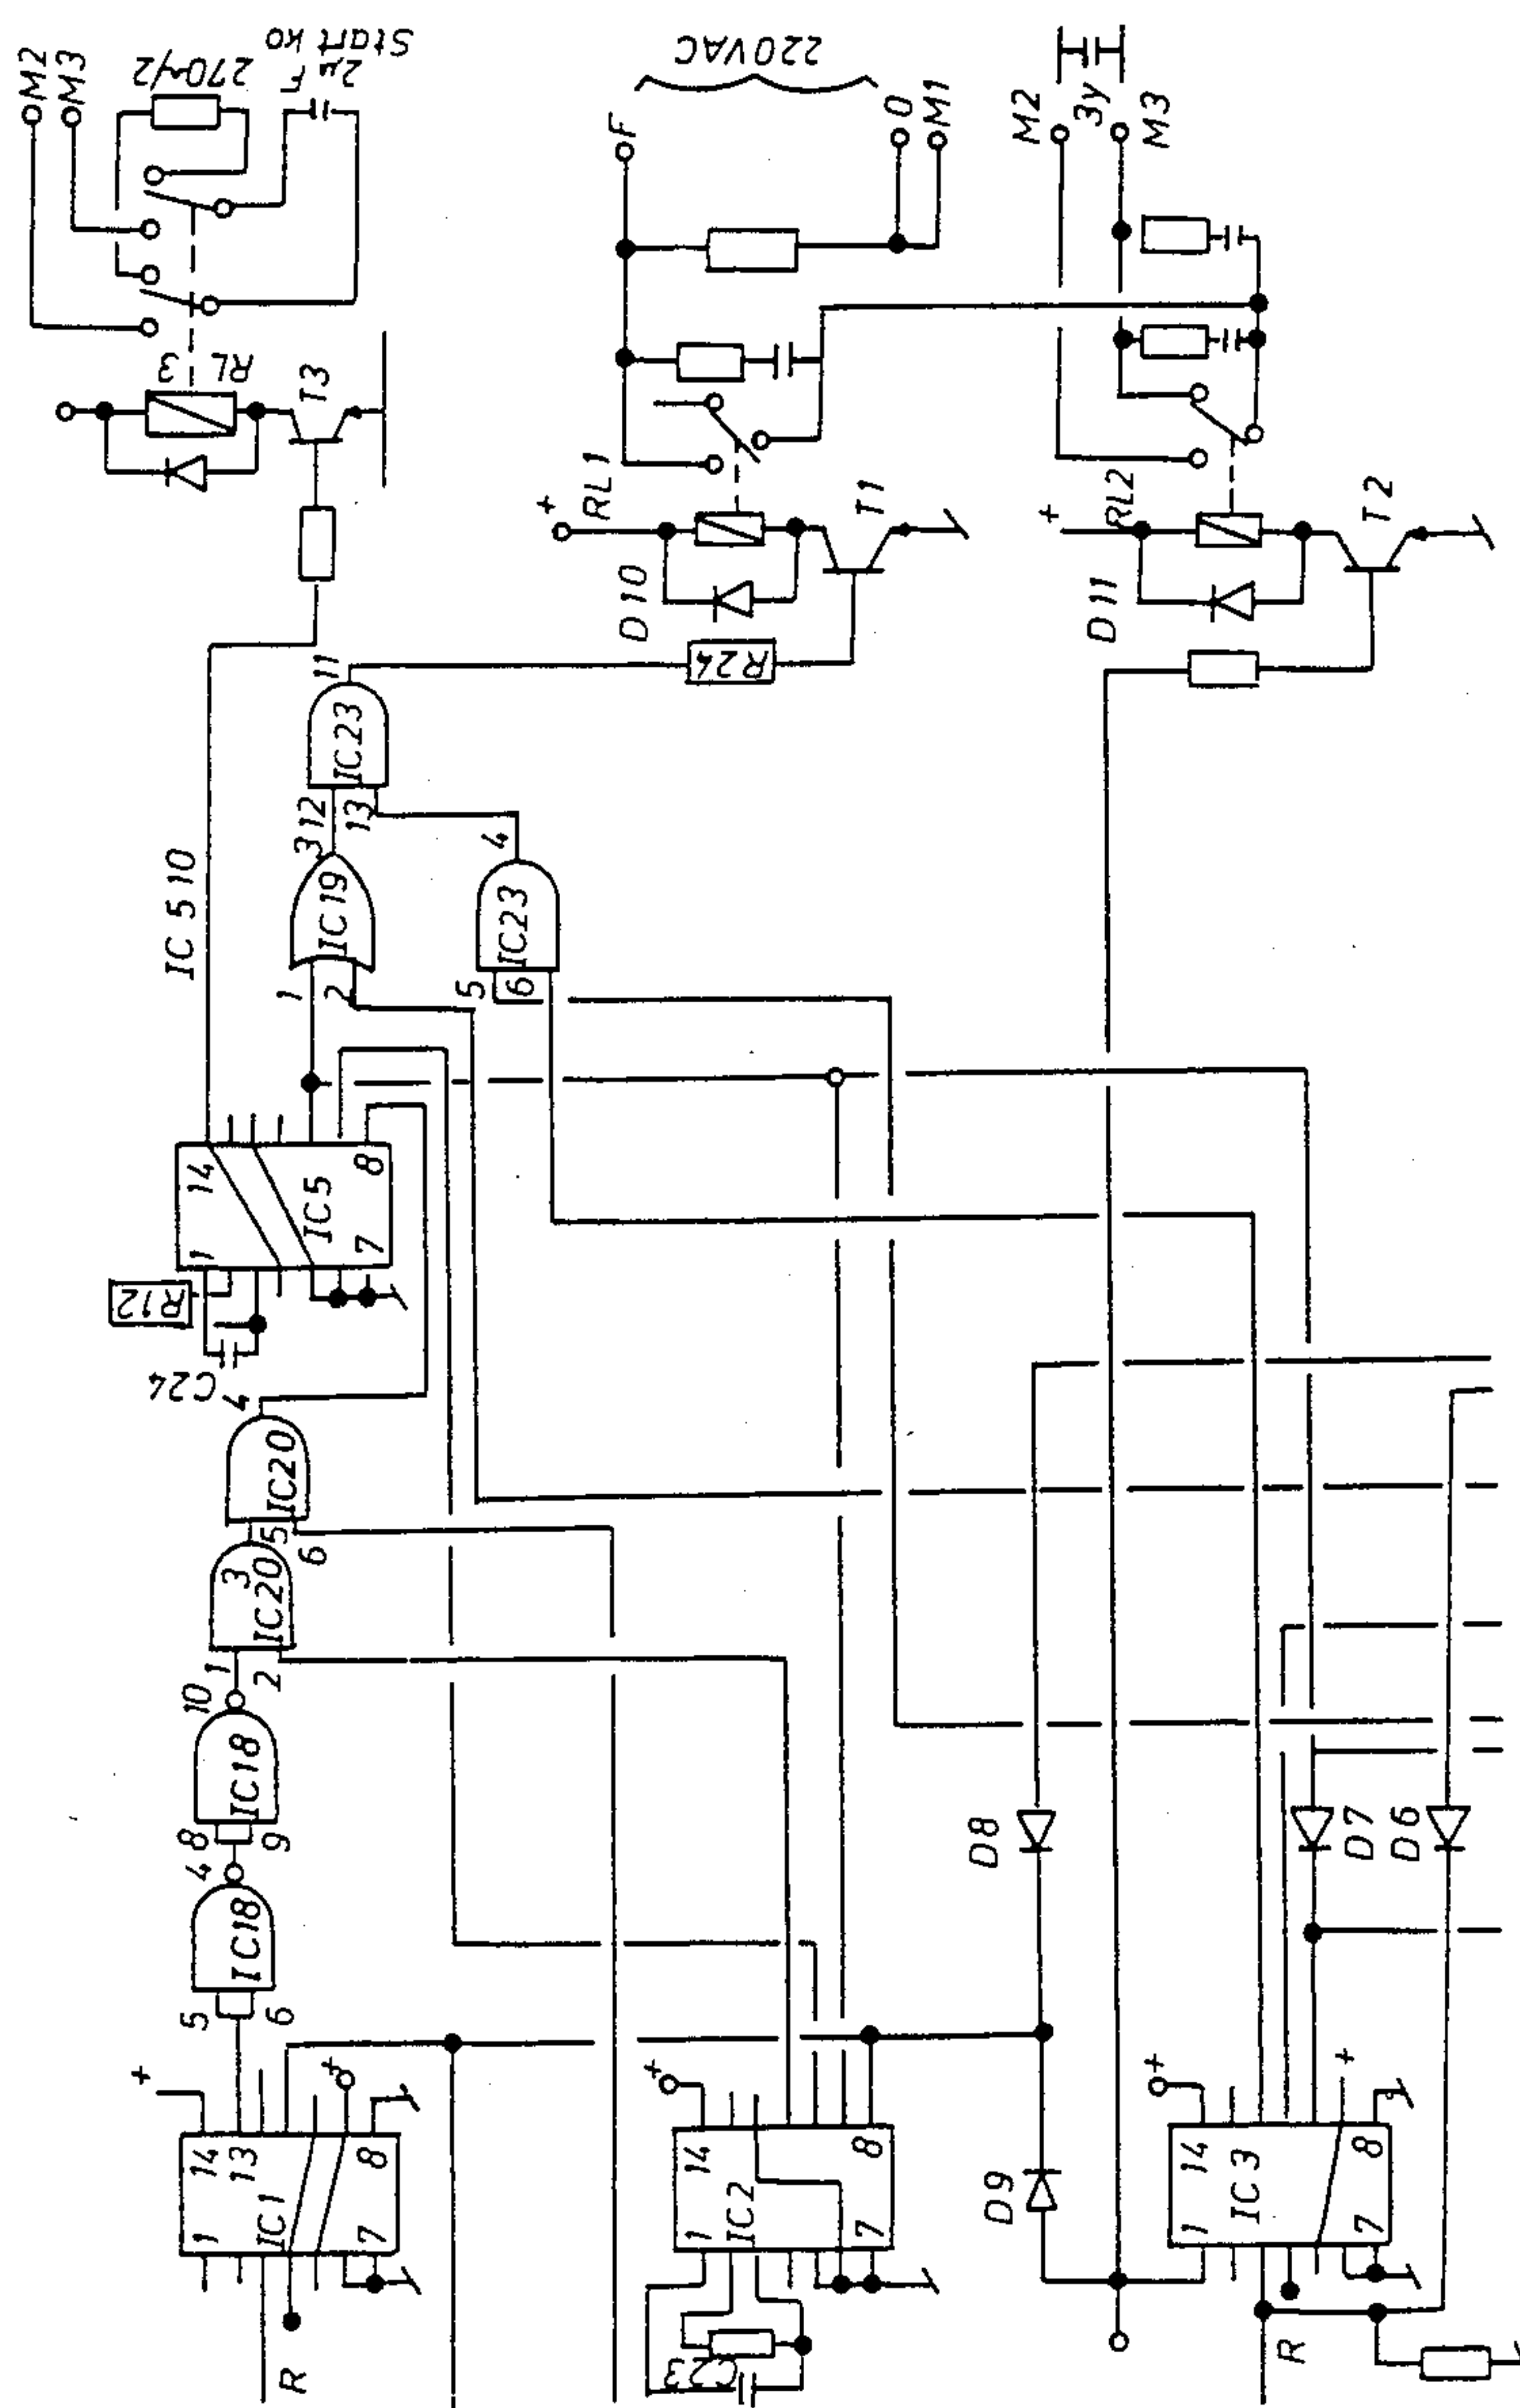 M2
M3
270~/2
2µF
Start ko
RL 3
T3
IC 5 10
F
220VAC
0
M1
+
RL1
D10
T1
R24
M2
3y
M3
+
RL2
D11
T2
11
IC23
12
13
3
IC19
1
2
4
IC23
5
6
14
8
IC5
1
7
R12
C24
4
IC20
5
6
3
IC20
1
2
10
IC18
8
9
4
IC18
5
6
+
14
13
+
8
1
IC1
7
R
+
14
8
1
IC2
7
C23
D8
D9
D7
D6
+
14
+
8
1
IC3
7
R